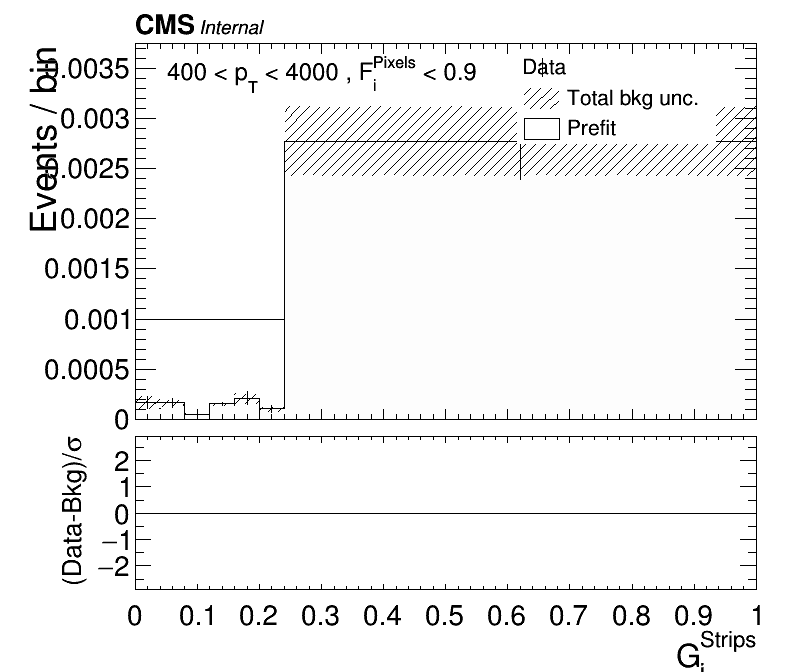 CMS Internal
400 < p_T < 4000 , F_i^Pixels < 0.9
Data
Total bkg unc.
Prefit
Events / bin
0.0035
0.003
0.0025
0.002
0.0015
0.001
0.0005
0
(Data-Bkg)/σ
2
1
0
−1
−2
0 0.1 0.2 0.3 0.4 0.5 0.6 0.7 0.8 0.9 1
G_i^Strips